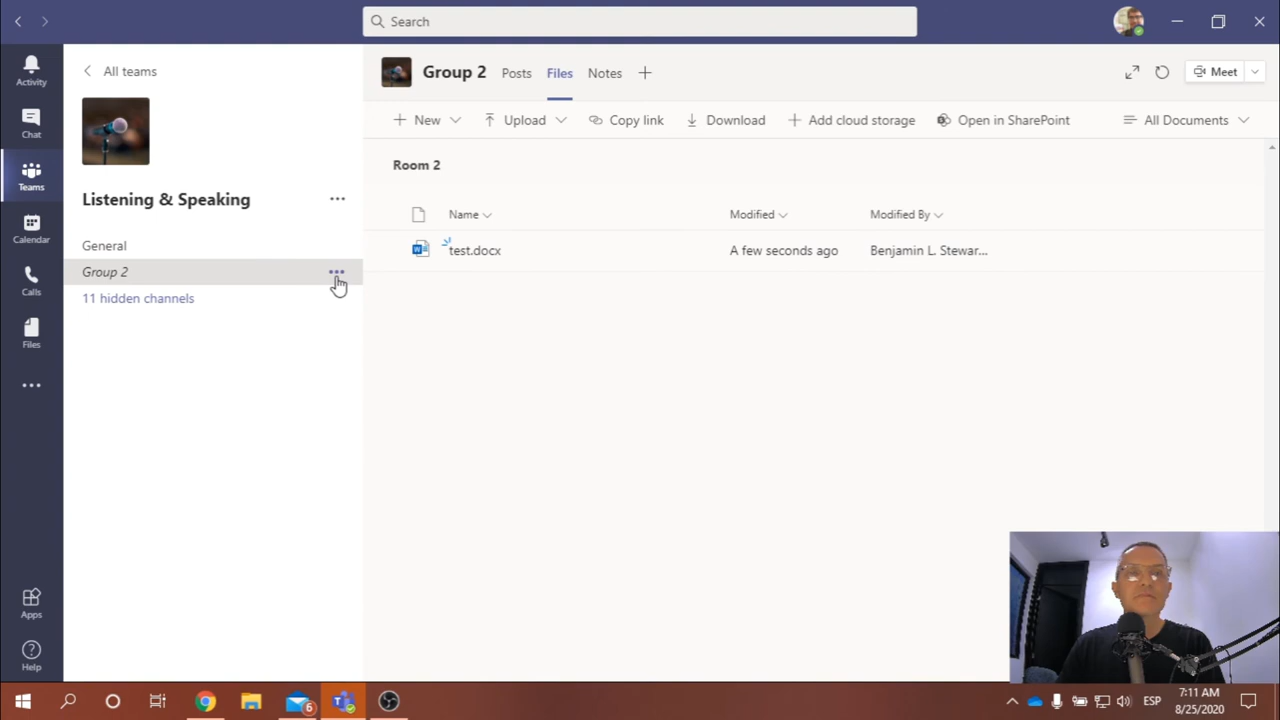 Search
Activity
Chat
Teams
Calendar
Calls
Files
Apps
Help
All teams
Listening & Speaking
General
Group 2
11 hidden channels
Group 2 Posts Files Notes
Meet
New Upload Copy link Download Add cloud storage Open in SharePoint All Documents
Room 2
Name Modified Modified By
test.docx A few seconds ago Benjamin L. Stewar...
6
ESP
7:11 AM
8/25/2020